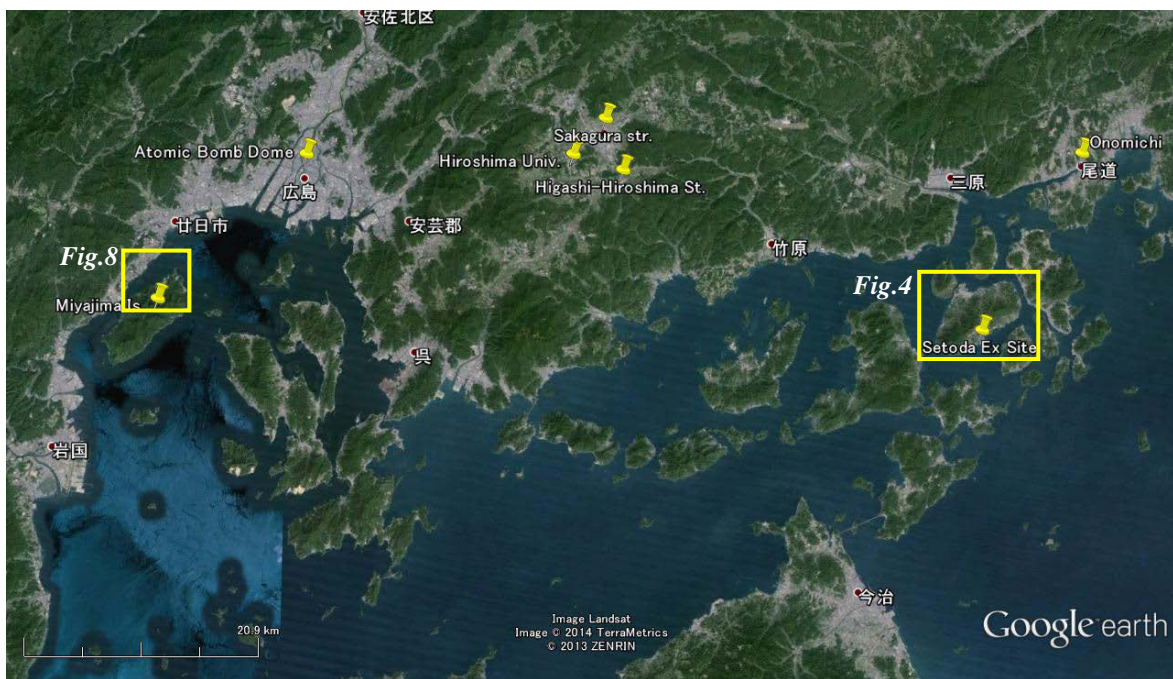 安佐北区
Sakagura str.
Atomic Bomb Dome
Hiroshima Univ.
Onomichi
広島
Higashi-Hiroshima St.
三原
尾道
廿日市
安芸郡
竹原
Fig.8
Fig.4
Miyajima Is
Setoda Ex Site
呉
岩国
今治
20.9 km
Image Landsat
Image © 2014 TerraMetrics
© 2013 ZENRIN
Google earth